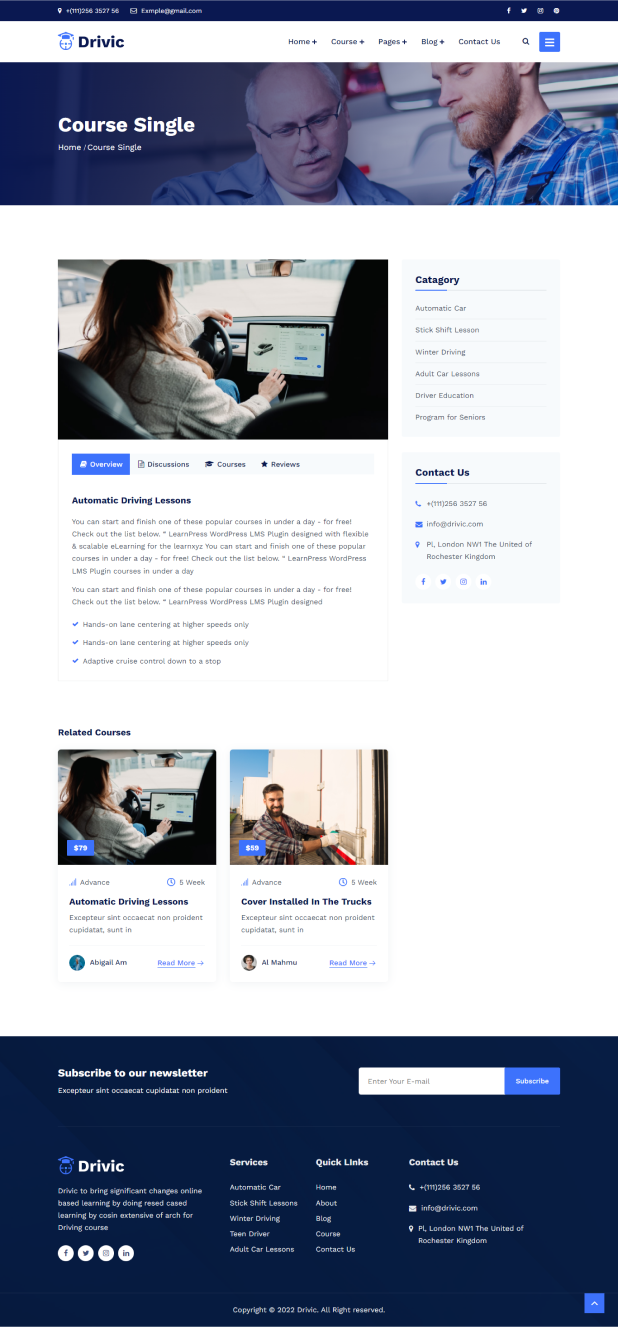 +(111)256 3527 56 Exmple@gmail.com
Drivic
Home + Course + Pages + Blog + Contact Us
Course Single
Home / Course Single
Overview Discussions Courses Reviews
Automatic Driving Lessons
You can start and finish one of these popular courses in under a day - for free!
Check out the list below. “ LearnPress WordPress LMS Plugin designed with flexible
& scalable eLearning for the learnxyz You can start and finish one of these popular
courses in under a day - for free! Check out the list below. “ LearnPress WordPress
LMS Plugin courses in under a day
You can start and finish one of these popular courses in under a day - for free!
Check out the list below. “ LearnPress WordPress LMS Plugin designed
Hands-on lane centering at higher speeds only
Hands-on lane centering at higher speeds only
Adaptive cruise control down to a stop
Catagory
Automatic Car
Stick Shift Lesson
Winter Driving
Adult Car Lessons
Driver Education
Program for Seniors
Contact Us
+(111)256 3527 56
info@drivic.com
Pl, London NW1 The United of
Rochester Kingdom
Related Courses
$79
Advance 5 Week
Automatic Driving Lessons
Excepteur sint occaecat non proident
cupidatat, sunt in
Abigail Am Read More
$59
Advance 5 Week
Cover Installed In The Trucks
Excepteur sint occaecat non proident
cupidatat, sunt in
Al Mahmu Read More
Subscribe to our newsletter
Excepteur sint occaecat cupidatat non proident
Enter Your E-mail Subscribe
Drivic
Drivic to bring significant changes online
based learning by doing resed cased
learning by cosin extensive of arch for
Driving course
Services
Automatic Car
Stick Shift Lessons
Winter Driving
Teen Driver
Adult Car Lessons
Quick LInks
Home
About
Blog
Course
Contact Us
Contact Us
+(111)256 3527 56
info@drivic.com
Pl, London NW1 The United of
Rochester Kingdom
Copyright © 2022 Drivic. All Right reserved.